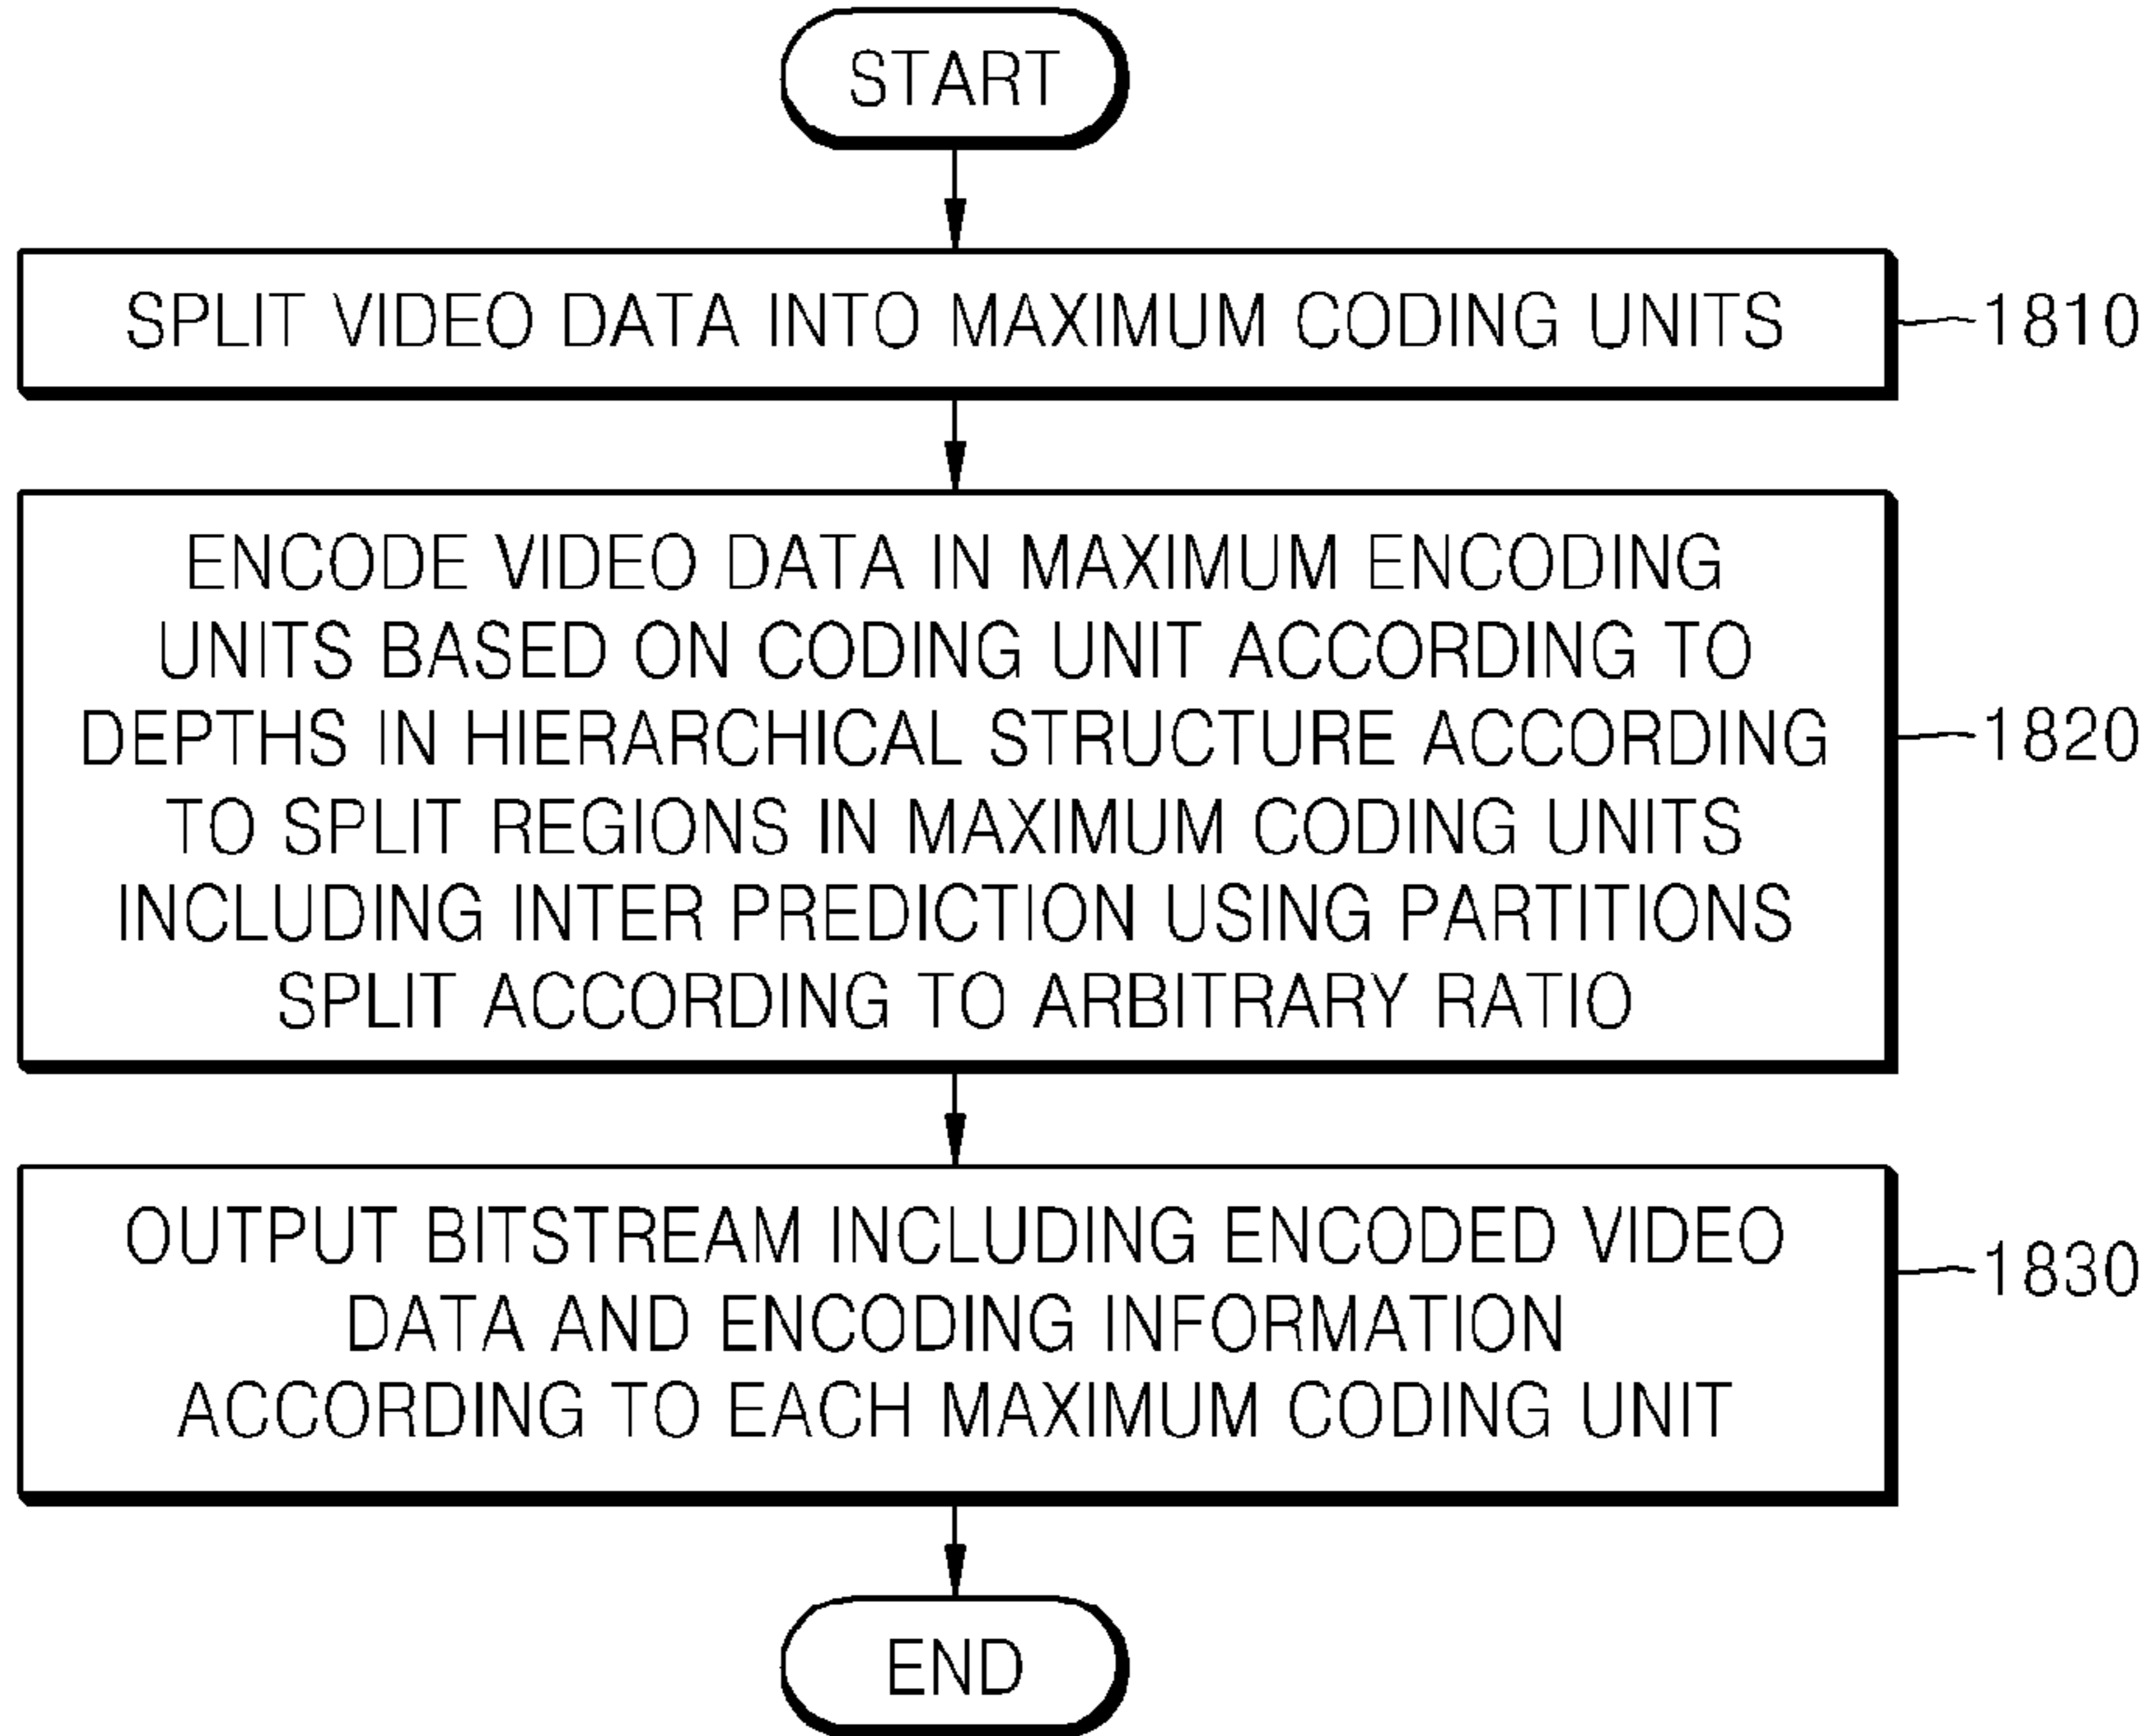 START
SPLIT VIDEO DATA INTO MAXIMUM CODING UNITS
1810
ENCODE VIDEO DATA IN MAXIMUM ENCODING
UNITS BASED ON CODING UNIT ACCORDING TO
DEPTHS IN HIERARCHICAL STRUCTURE ACCORDING
TO SPLIT REGIONS IN MAXIMUM CODING UNITS
INCLUDING INTER PREDICTION USING PARTITIONS
SPLIT ACCORDING TO ARBITRARY RATIO
1820
OUTPUT BITSTREAM INCLUDING ENCODED VIDEO
DATA AND ENCODING INFORMATION
ACCORDING TO EACH MAXIMUM CODING UNIT
1830
END